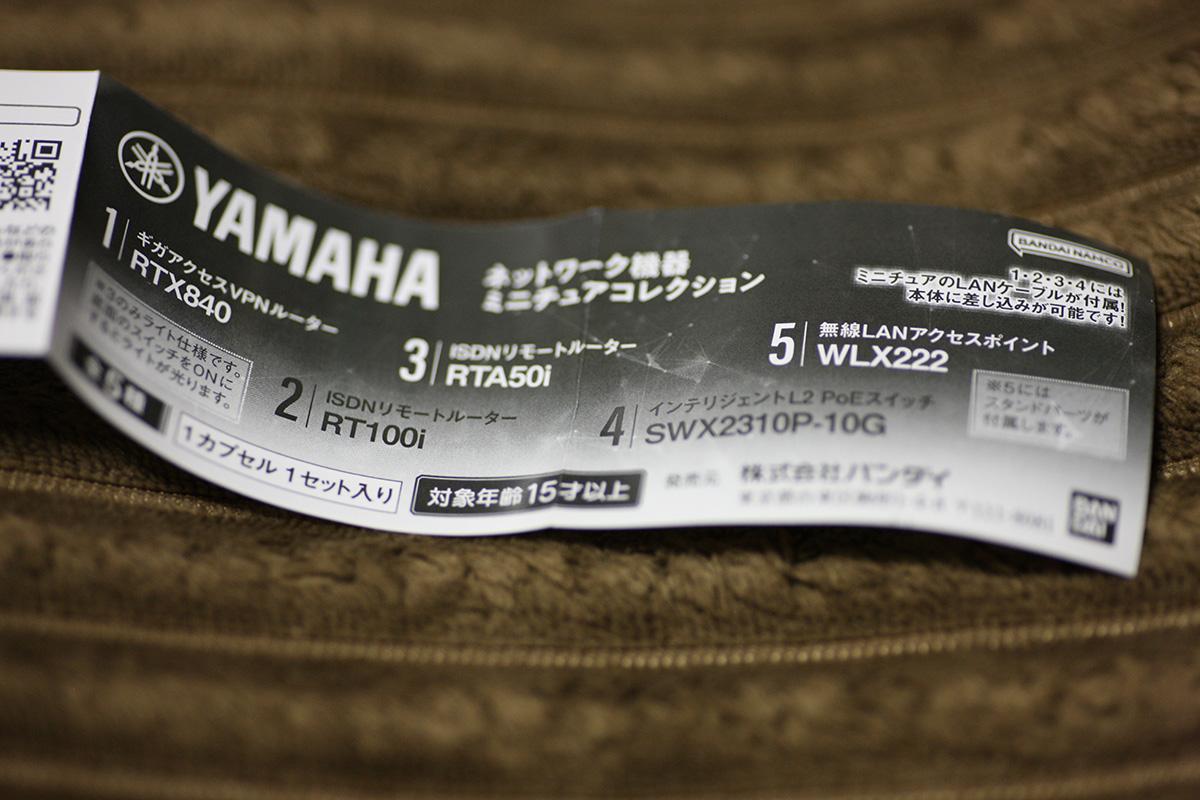 YAMAHA
ネットワーク機器
ミニチュアコレクション
BANDAI NAMCO
1・2・3・4には
ミニチュアのLANケーブルが付属!
本体に差し込みが可能です!
1 ギガアクセスVPNルーター
RTX840
※3のみライト仕様です。
底面のスイッチをONに
するとライトが光ります。
2 ISDNリモートルーター
RT100i
3 ISDNリモートルーター
RTA50i
4 インテリジェントL2 PoEスイッチ
SWX2310P-10G
5 無線LANアクセスポイント
WLX222
※5には
スタンドパーツが
付属します。
全5種
1カプセル1セット入り
対象年齢15才以上
発売元 株式会社バンダイ
BAN
DAI